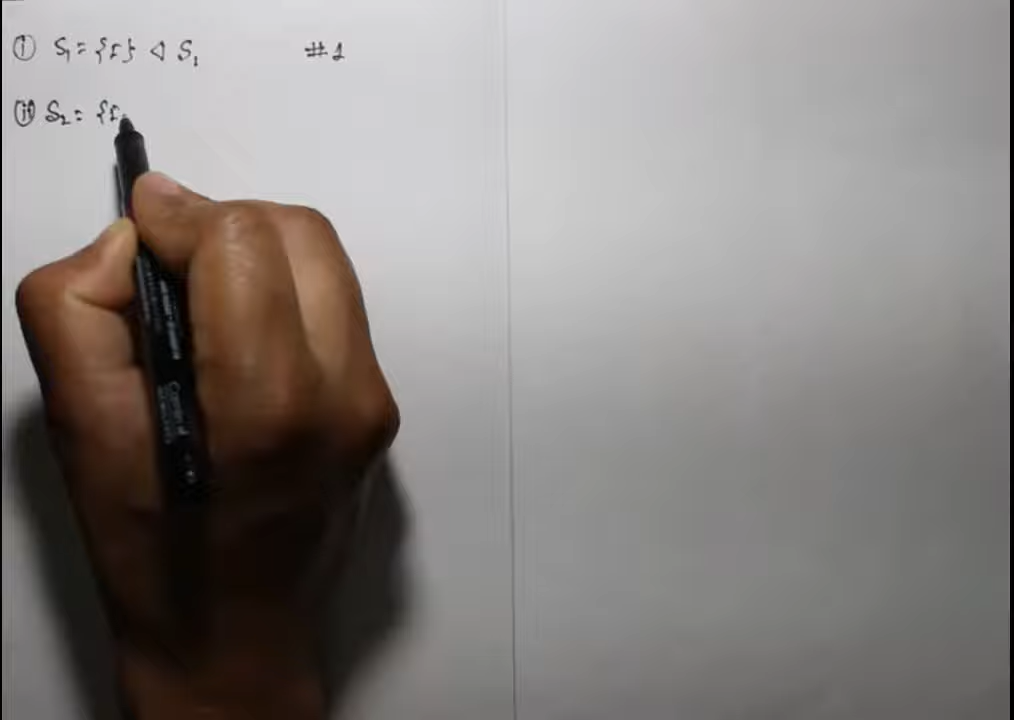 (i) S₁ = {I} ◁ S₁ #1
(ii) S₂ = {I